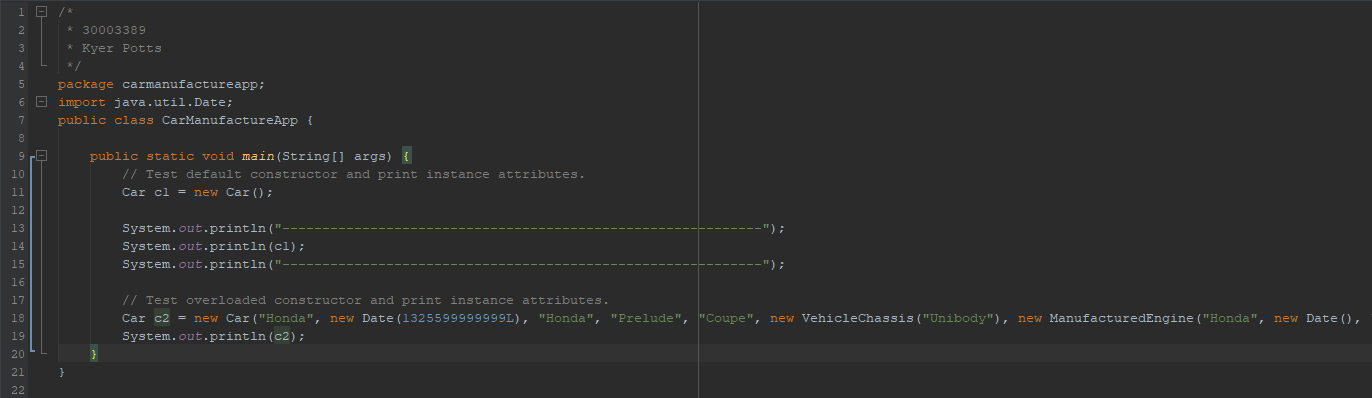 1 /*
2 * 30003389
3 * Kyer Potts
4 */
5 package carmanufactureapp;
6 import java.util.Date;
7 public class CarManufactureApp {
8
9 public static void main(String[] args) {
10 // Test default constructor and print instance attributes.
11 Car c1 = new Car();
12
13 System.out.println("------------------------------------------------------------");
14 System.out.println(c1);
15 System.out.println("------------------------------------------------------------");
16
17 // Test overloaded constructor and print instance attributes.
18 Car c2 = new Car("Honda", new Date(1325599999999L), "Honda", "Prelude", "Coupe", new VehicleChassis("Unibody"), new ManufacturedEngine("Honda", new Date(), "
19 System.out.println(c2);
20 }
21 }
22